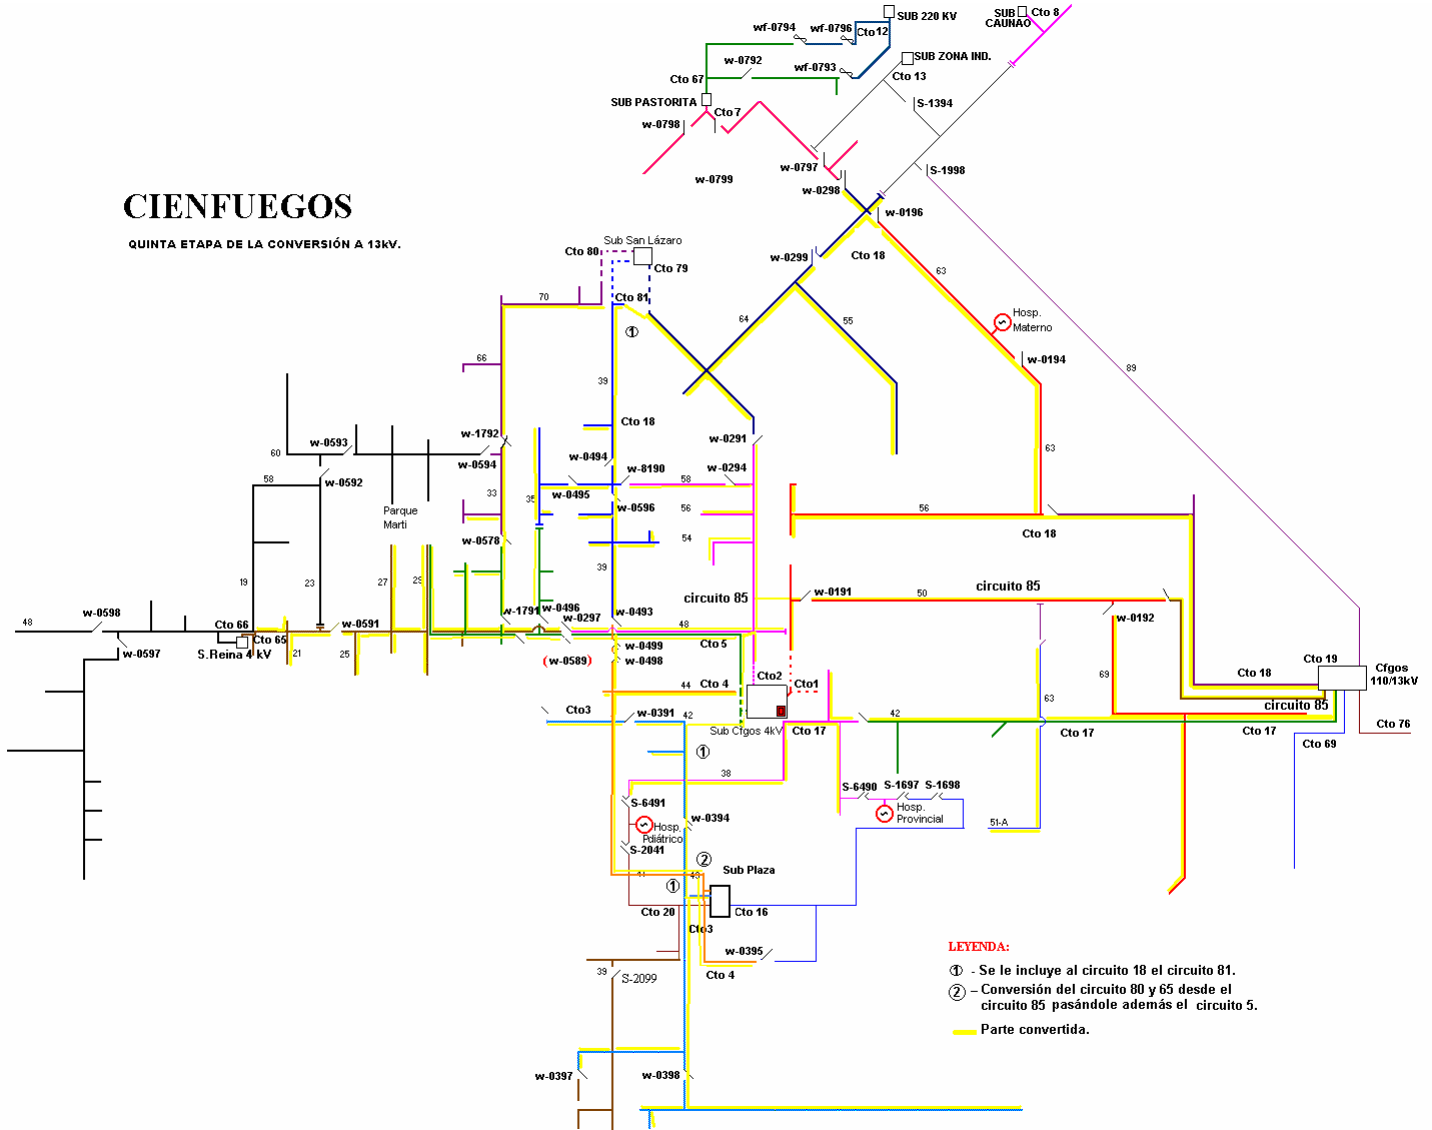 SUB 220 KV
SUB
CAUNAO
Cto 8
wf-0794
wf-0796
Cto 12
w-0792
wf-0793
SUB ZONA IND.
Cto 67
Cto 13
SUB PASTORITA
Cto 7
S-1394
w-0798
w-0797
S-1998
w-0799
w-0298
CIENFUEGOS
w-0196
QUINTA ETAPA DE LA CONVERSIÓN A 13kV.
Sub San Lázaro
Cto 80
Cto 79
w-0299
Cto 18
63
70
Cto 81
1
64
55
Hosp.
Materno
66
w-0194
89
39
Cto 18
w-1792
w-0291
w-0593
60
w-0594
w-0494
w-8190
w-0294
63
w-0592
58
58
33
w-0495
35
w-0596
56
56
Parque
Marti
w-0578
54
Cto 18
39
19
23
27
29
circuito 85
circuito 85
w-0191
50
w-0598
w-1791
w-0496
w-0297
w-0493
w-0192
48
Cto 66
w-0591
48
Cto 65
Cto 5
w-0597
S.Reina 4 kV
21
25
(w-0589)
w-0499
w-0498
Cto 19
Cfgos
110/13kV
69
Cto 18
Cto 4
44
Cto2
Cto1
63
Cto3
w-0391
42
42
circuito 85
Sub Cfgos 4kV
Cto 17
Cto 17
Cto 17
Cto 76
Cto 69
1
38
S-6490
S-1697
S-1698
S-6491
Hosp.
Provincial
w-0394
Hosp.
Pdiátrico
51-A
S-2041
2
Sub Plaza
1
Cto 20
Cto 16
Cto3
w-0395
39
S-2099
Cto 4
LEYENDA:
1 - Se le incluye al circuito 18 el circuito 81.
2 – Conversión del circuito 80 y 65 desde el
circuito 85 pasándole además el circuito 5.
Parte convertida.
w-0397
w-0398